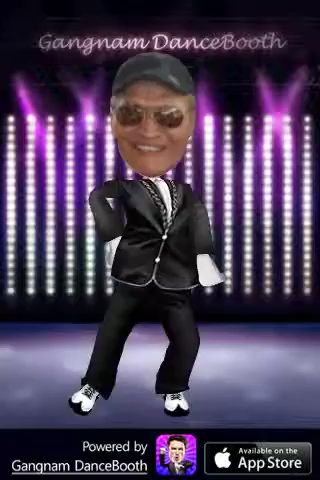 Gangnam DanceBooth
Powered by
Gangnam DanceBooth
Available on the
App Store